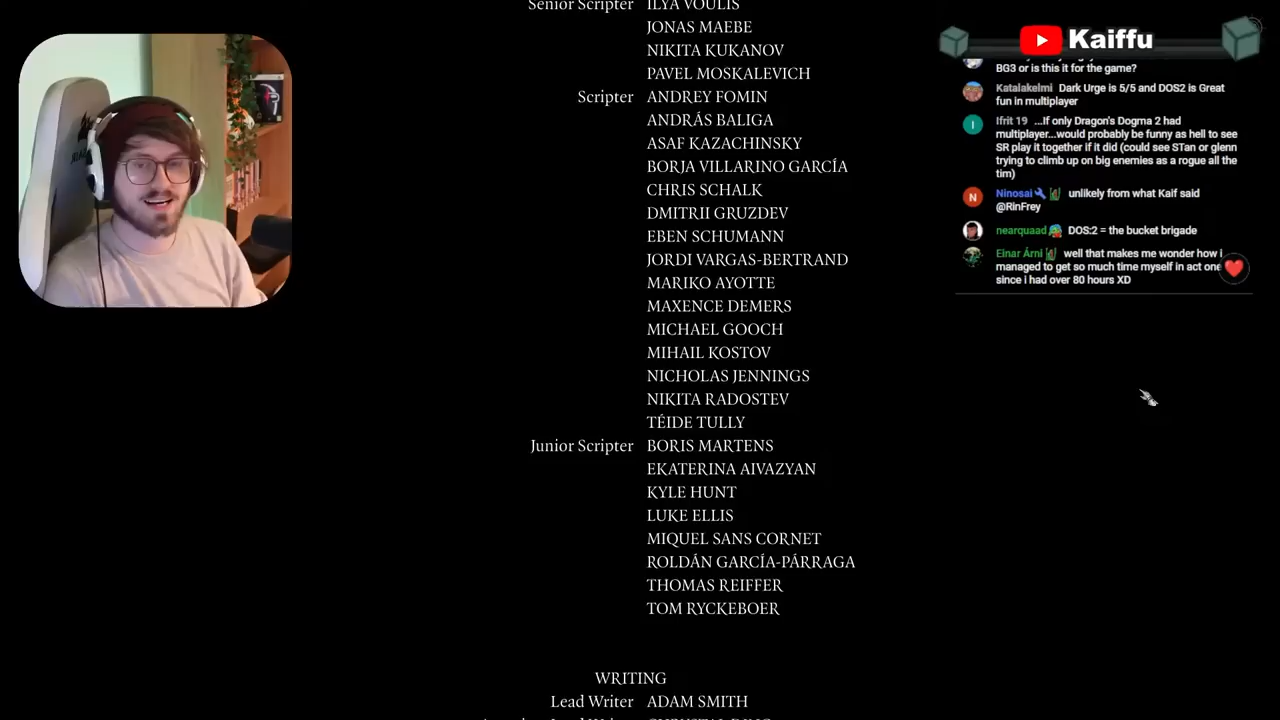 Senior Scripter ILYA VOULIS
JONAS MAEBE
NIKITA KUKANOV
PAVEL MOSKALEVICH
Scripter ANDREY FOMIN
ANDRÁS BALIGA
ASAF KAZACHINSKY
BORJA VILLARINO GARCÍA
CHRIS SCHALK
DMITRII GRUZDEV
EBEN SCHUMANN
JORDI VARGAS-BERTRAND
MARIKO AYOTTE
MAXENCE DEMERS
MICHAEL GOOCH
MIHAIL KOSTOV
NICHOLAS JENNINGS
NIKITA RADOSTEV
TÉIDE TULLY
Junior Scripter BORIS MARTENS
EKATERINA AIVAZYAN
KYLE HUNT
LUKE ELLIS
MIQUEL SANS CORNET
ROLDÁN GARCÍA-PÁRRAGA
THOMAS REIFFER
TOM RYCKEBOER
WRITING
Lead Writer ADAM SMITH
Kaiffu
BG3 or is this it for the game?
Katalakelmi Dark Urge is 5/5 and DOS2 is Great
fun in multiplayer
I
Ifrit 19 ...If only Dragon's Dogma 2 had
multiplayer...would probably be funny as hell to see
SR play it together if it did (could see STan or glenn
trying to climb up on big enemies as a rogue all the
tim)
N
Ninosai unlikely from what Kaif said
@RinFrey
nearquaad DOS:2 = the bucket brigade
Einar Árni well that makes me wonder how i
managed to get so much time myself in act one
since i had over 80 hours XD